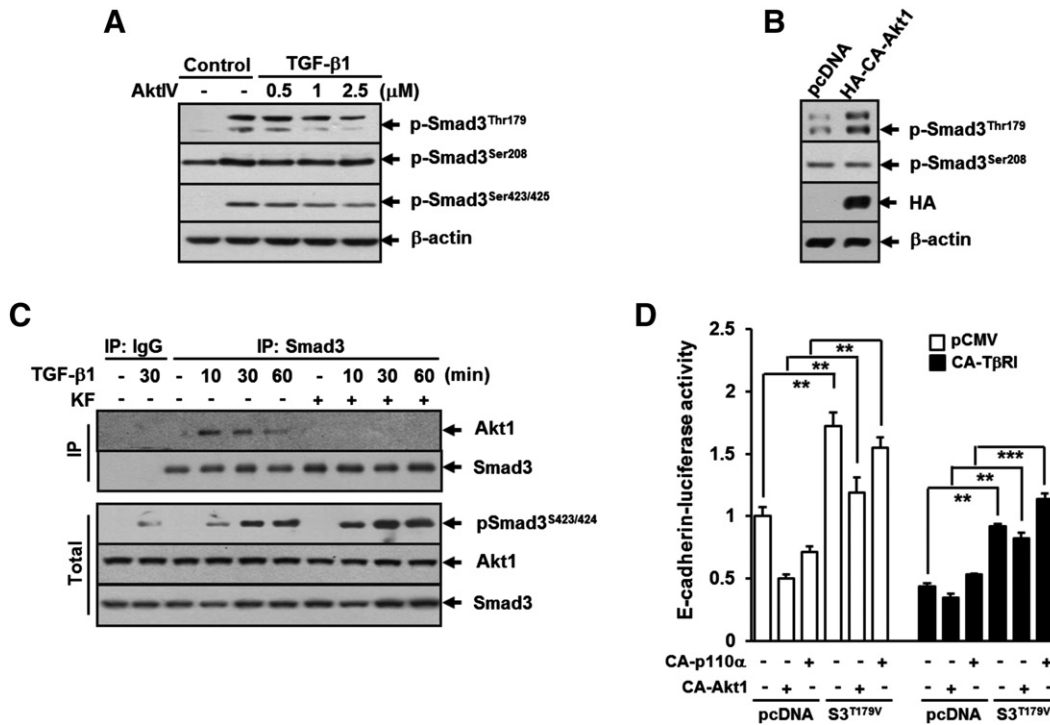 A
Control TGF-β1
AktIV - - 0.5 1 2.5 (μM)
p-Smad3Thr179
p-Smad3Ser208
p-Smad3Ser423/425
β-actin
B
pcDNA
HA-CA-Akt1
p-Smad3Thr179
p-Smad3Ser208
HA
β-actin
C
IP: IgG IP: Smad3
TGF-β1 - 30 - 10 30 60 - 10 30 60 (min)
KF - - - - - - + + + +
IP
Akt1
Smad3
Total
pSmad3S423/424
Akt1
Smad3
D
E-cadherin-luciferase activity
2.5
2
1.5
1
0.5
0
pCMV
CA-TβRI
** ** **
** ** ***
CA-p110α - - + - - + - - + - - +
CA-Akt1 - + - - + - - + - - + -
pcDNA S3T179V pcDNA S3T179V